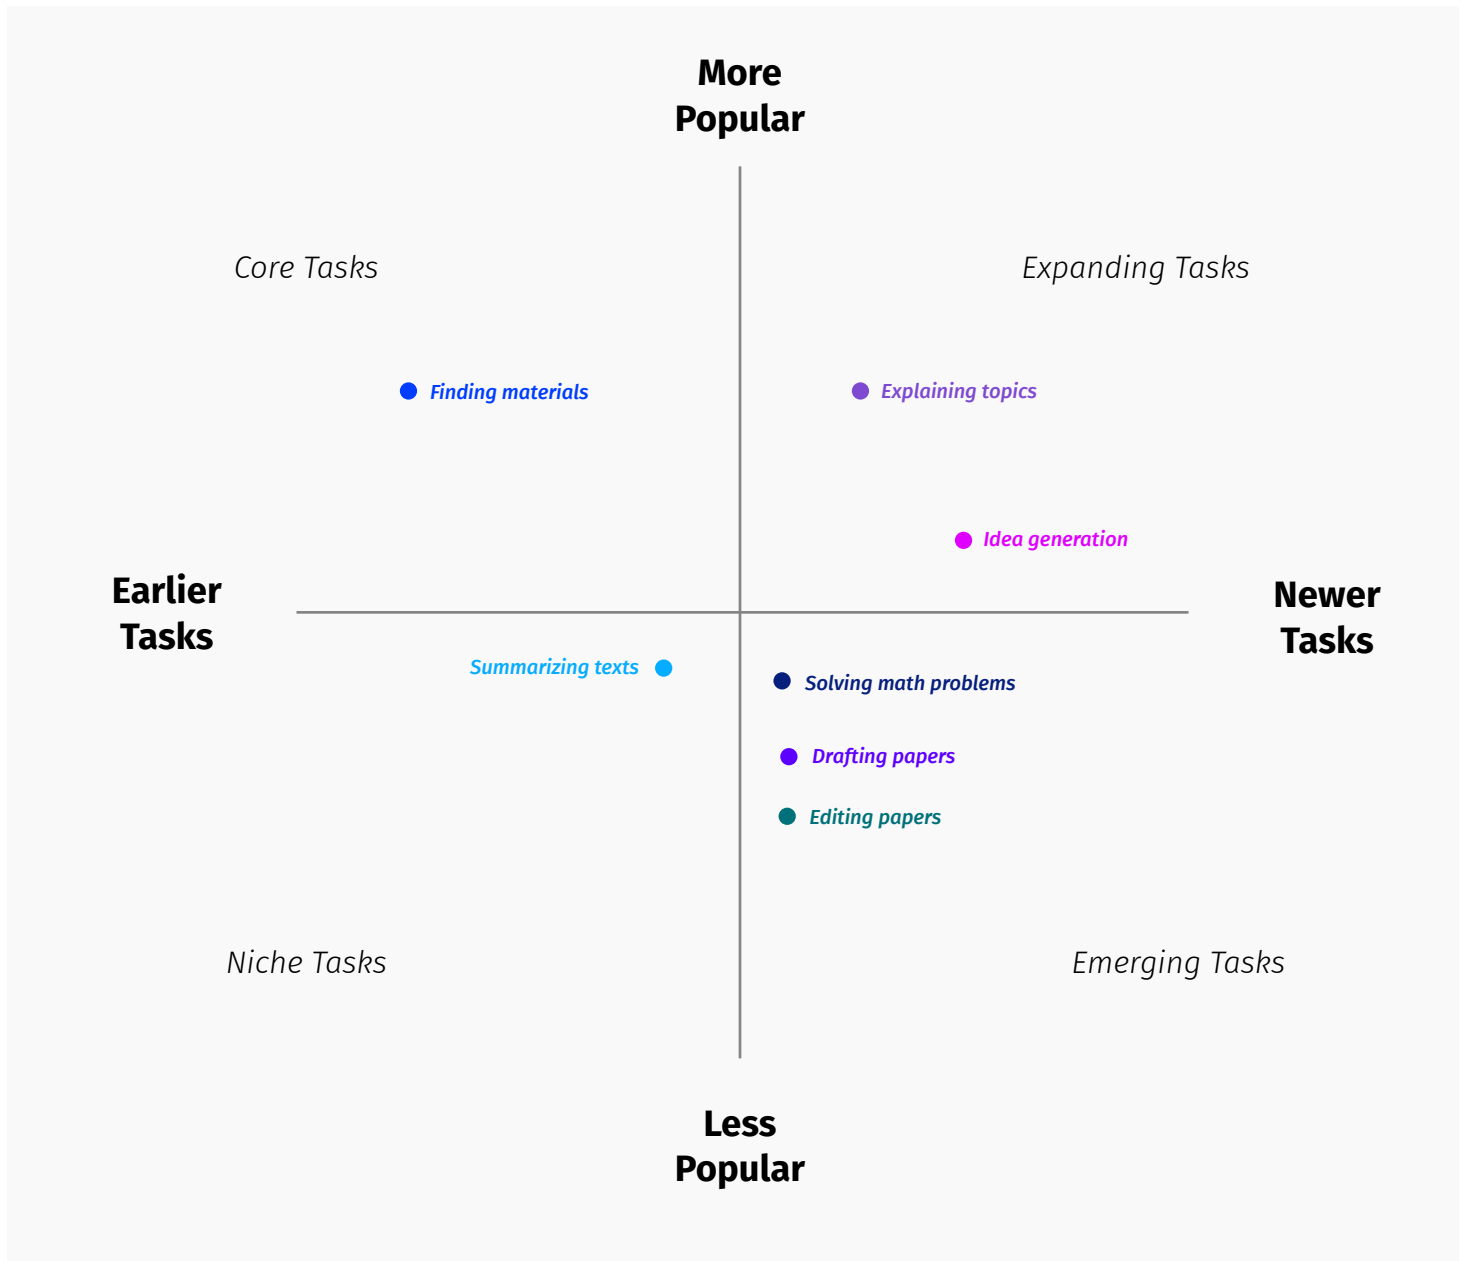 More
Popular
Core Tasks
Expanding Tasks
Finding materials
Explaining topics
Idea generation
Earlier
Tasks
Newer
Tasks
Summarizing texts
Solving math problems
Drafting papers
Editing papers
Niche Tasks
Emerging Tasks
Less
Popular